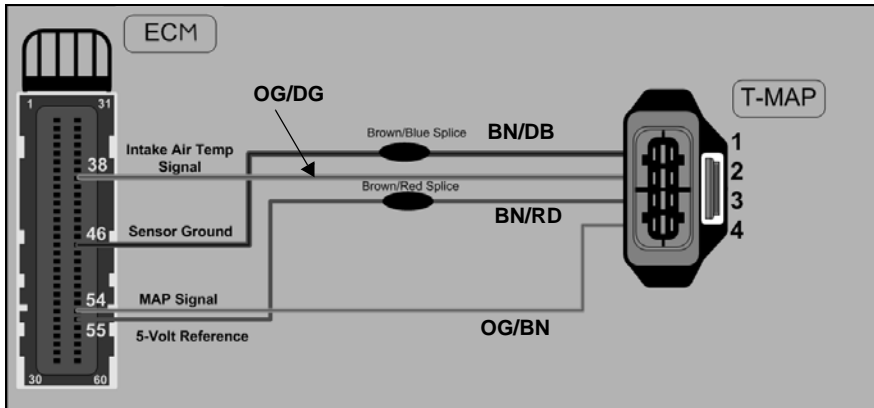 ECM
1
31
OG/DG
T-MAP
Brown/Blue Splice
BN/DB
1
Intake Air Temp
Signal
38
2
Brown/Red Splice
3
BN/RD
46
Sensor Ground
4
54
MAP Signal
OG/BN
55
5-Volt Reference
30
60